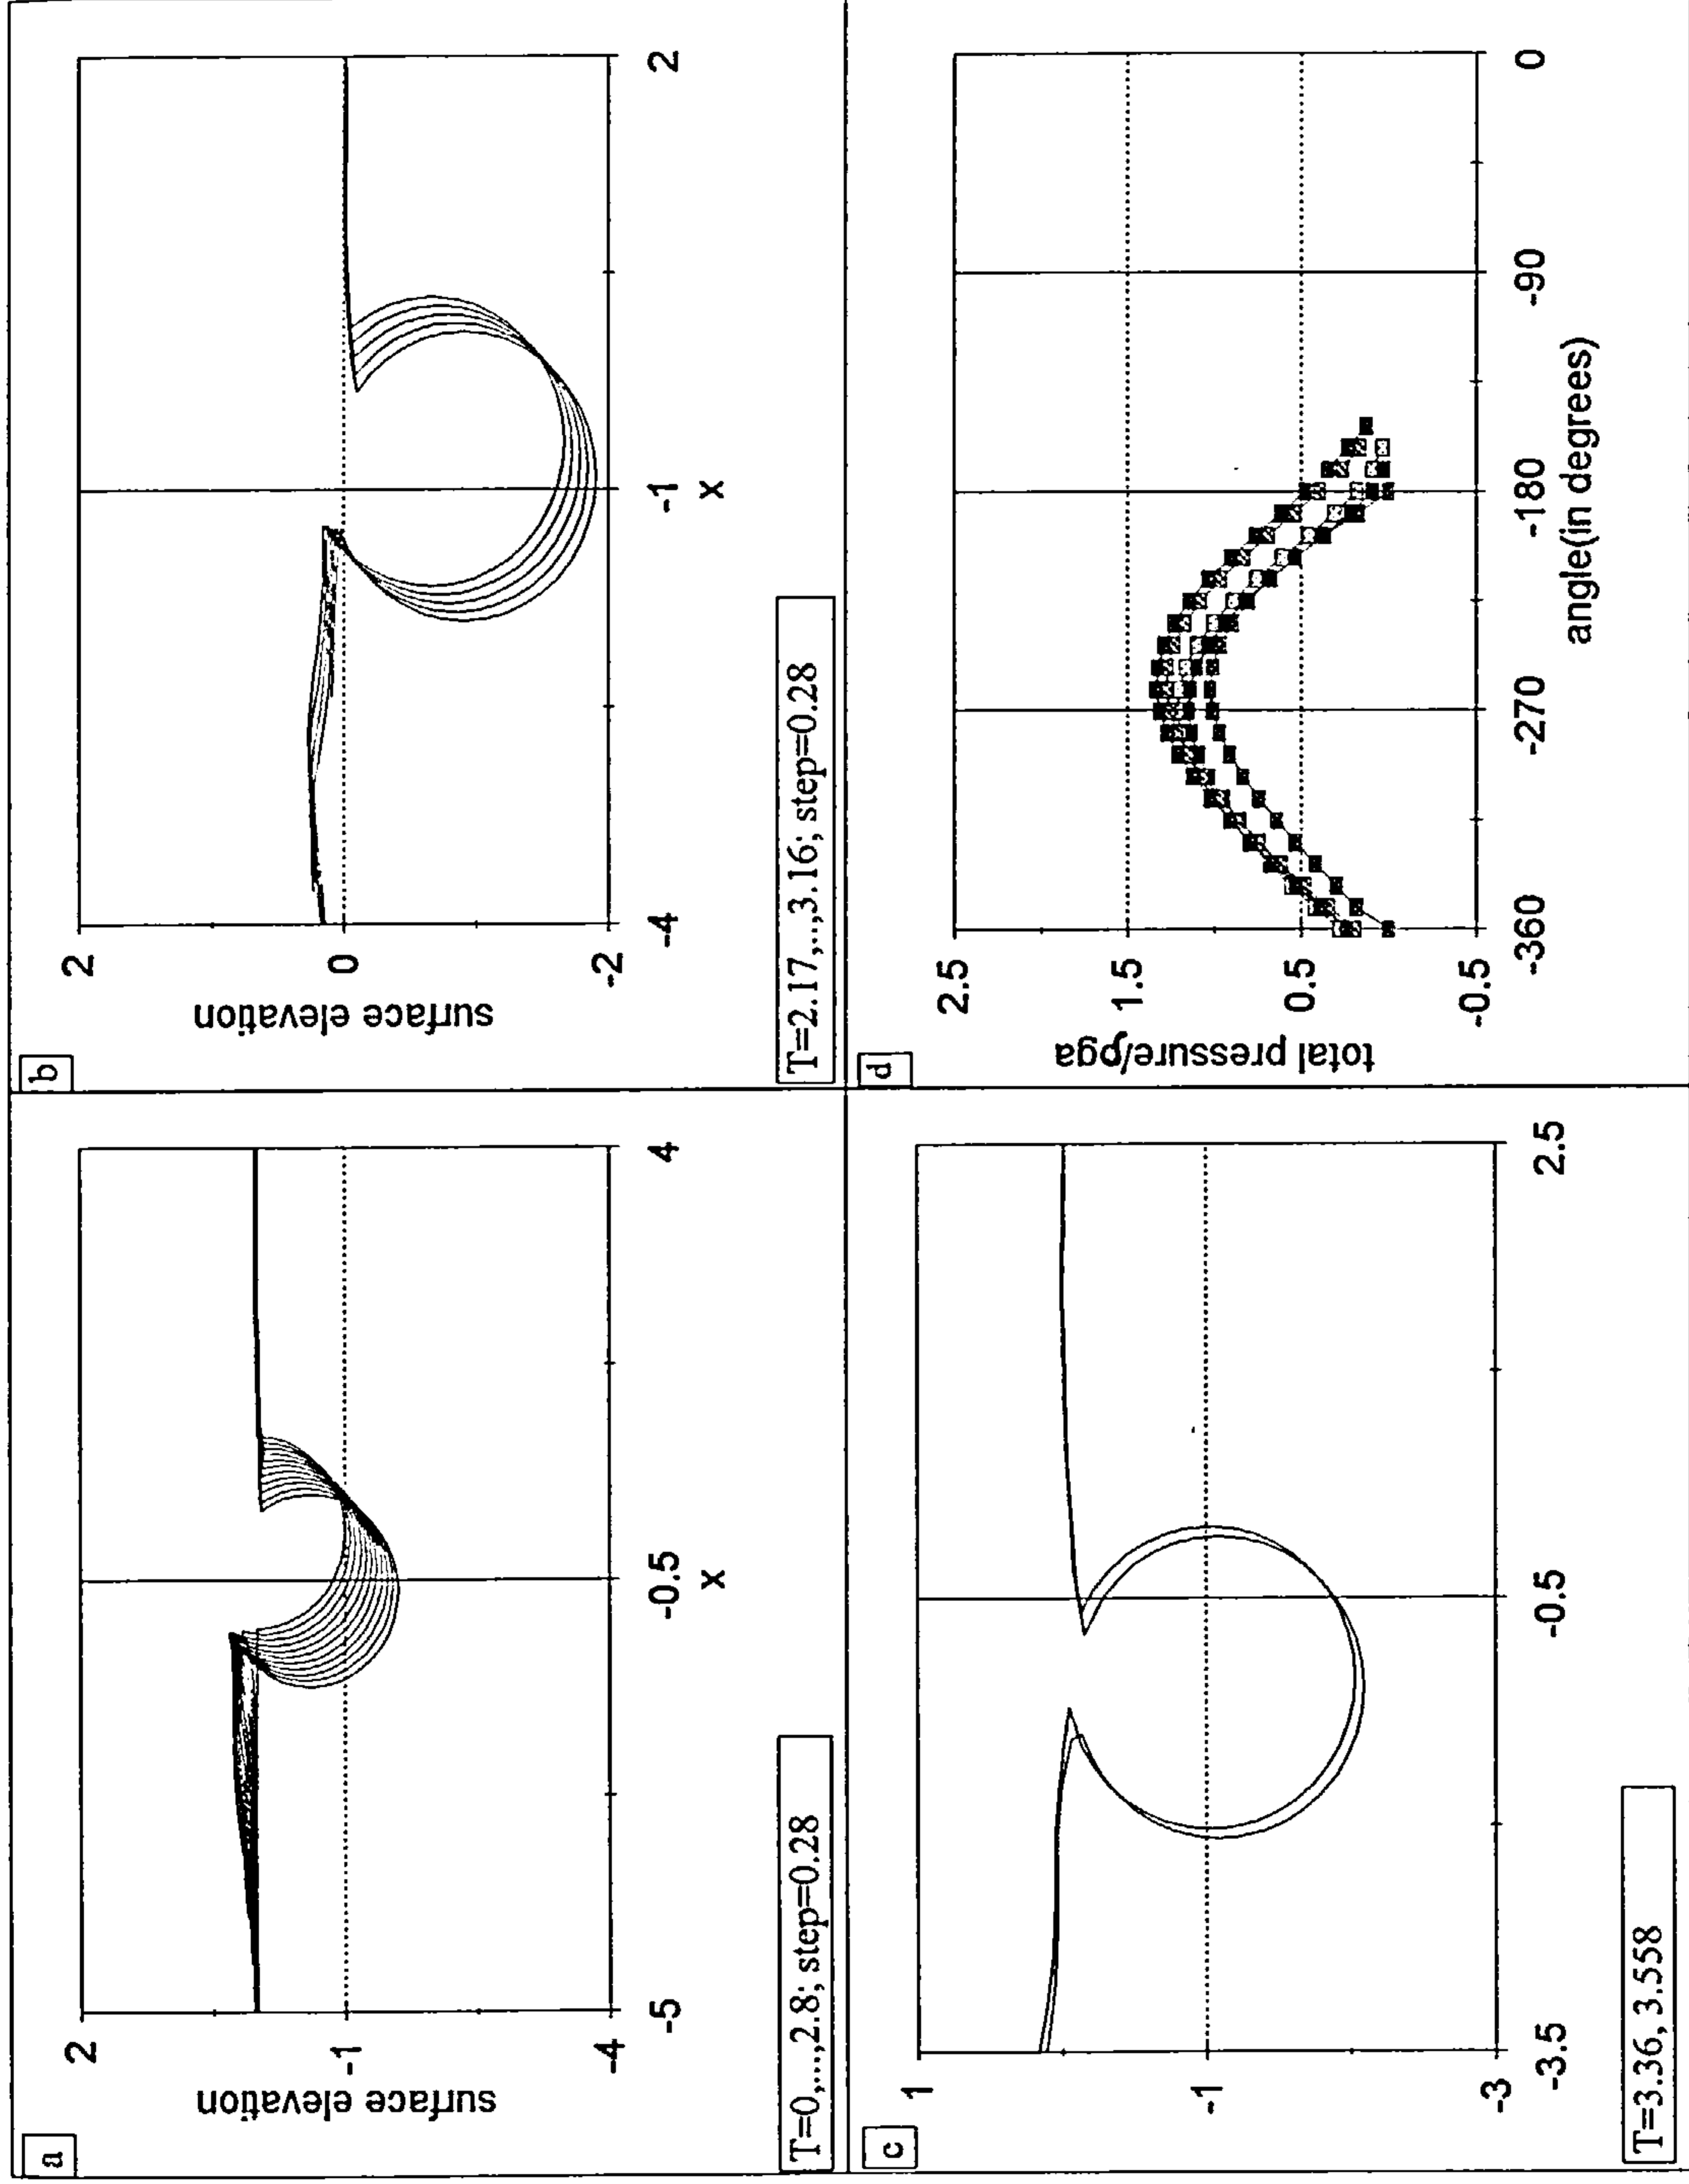 a
2
-1
-4
surface elevation
-5
-0.5
4
x
T=0,...,2.8; step=0.28
b
2
0
-2
surface elevation
-4
-1
2
x
T=2.17,..,3.16; step=0.28
c
1
-1
-3
-3.5
-0.5
2.5
T=3.36, 3.558
d
2.5
1.5
0.5
-0.5
total pressure/ρga
-360
-270
-180
-90
0
angle(in degrees)